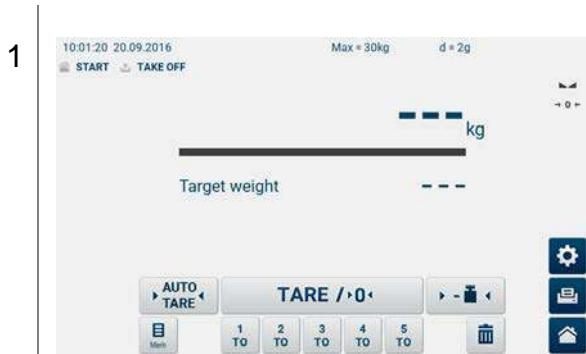 1
10:01:20 20.09.2016 Max = 30kg d = 2g
START TAKE OFF
→ 0 ←
--- kg
Target weight ---
AUTO TARE
TARE / 0
Mem
1 TO
2 TO
3 TO
4 TO
5 TO